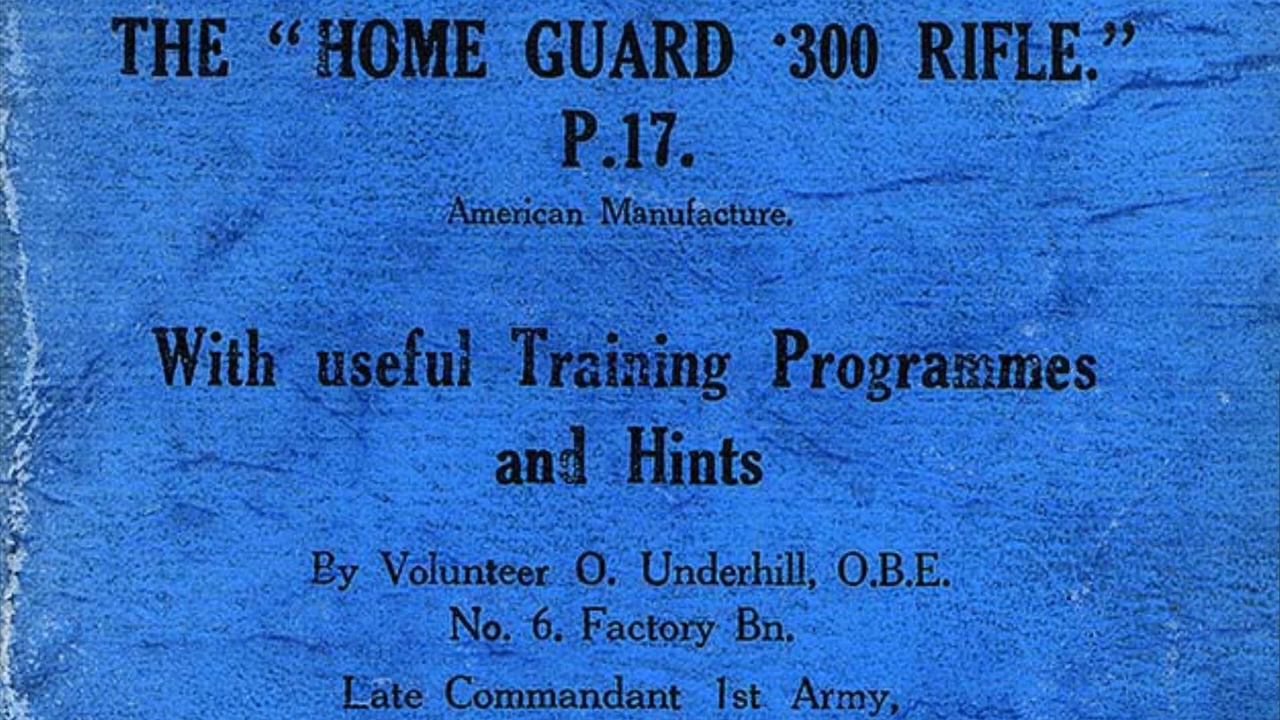 THE “HOME GUARD ·300 RIFLE.”
P.17.
American Manufacture.
With useful Training Programmes
and Hints
By Volunteer O. Underhill, O.B.E.
No. 6. Factory Bn.
Late Commandant 1st Army,